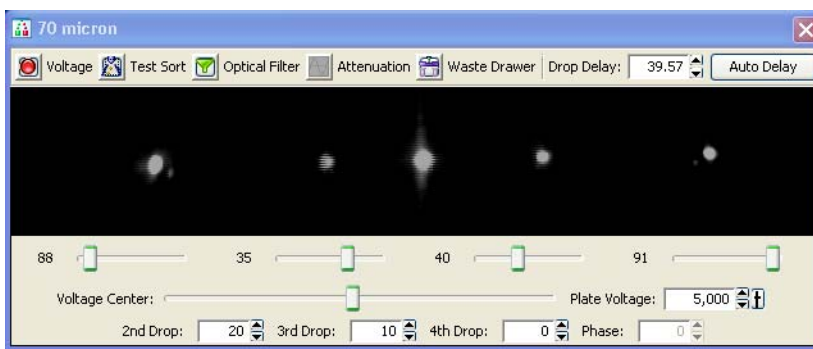 70 micron
Voltage Test Sort Optical Filter Attenuation Waste Drawer Drop Delay: 39.57 Auto Delay
88 35 40 91
Voltage Center: Plate Voltage: 5,000
2nd Drop: 20 3rd Drop: 10 4th Drop: 0 Phase: 0